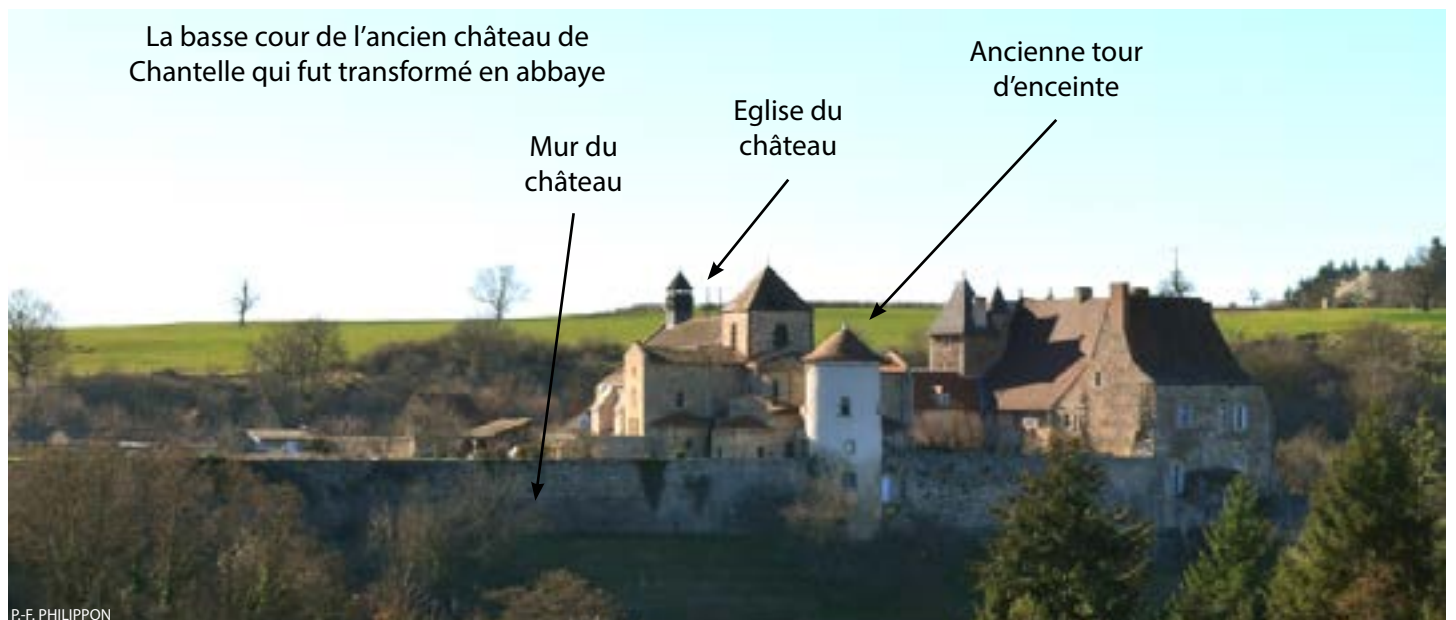 La basse cour de l'ancien château de
Chantelle qui fut transformé en abbaye
Ancienne tour
d'enceinte
Eglise du
château
Mur du
château
P.-F. PHILIPPON